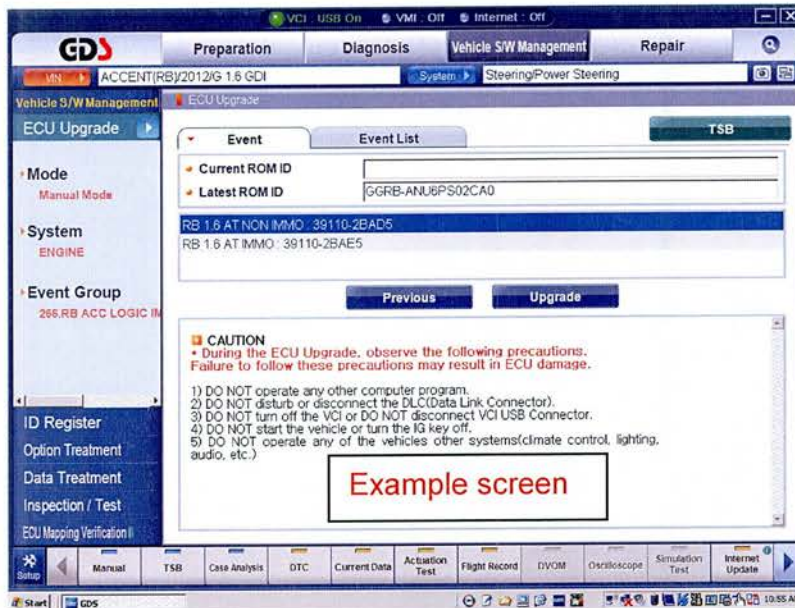 VCI : USB On VMI : Off Internet : Off
GDS Preparation Diagnosis Vehicle S/W Management Repair
VIN ACCENT(RB)/2012/G 1.6 GDI System Steering/Power Steering
Vehicle S/W Management
ECU Upgrade
ECU Upgrade
Event Event List TSB
Current ROM ID
Latest ROM ID GGRB-ANU6PS02CA0
RB 1.6 AT NON IMMO : 39110-2BAD5
RB 1.6 AT IMMO : 39110-2BAE5
Mode
Manual Mode
System
ENGINE
Event Group
266.RB ACC LOGIC IM
Previous Upgrade
CAUTION
• During the ECU Upgrade, observe the following precautions.
Failure to follow these precautions may result in ECU damage.
1) DO NOT operate any other computer program.
2) DO NOT disturb or disconnect the DLC(Data Link Connector).
3) DO NOT turn off the VCI or DO NOT disconnect VCI USB Connector.
4) DO NOT start the vehicle or turn the IG key off.
5) DO NOT operate any of the vehicles other systems(climate control, lighting,
audio, etc.)
Example screen
ID Register
Option Treatment
Data Treatment
Inspection / Test
ECU Mapping Verification
Setup Manual TSB Case Analysis DTC Current Data Actuation Test Flight Record DVOM Oscilloscope Simulation Test Internet Update
Start GDS 10:55 AM